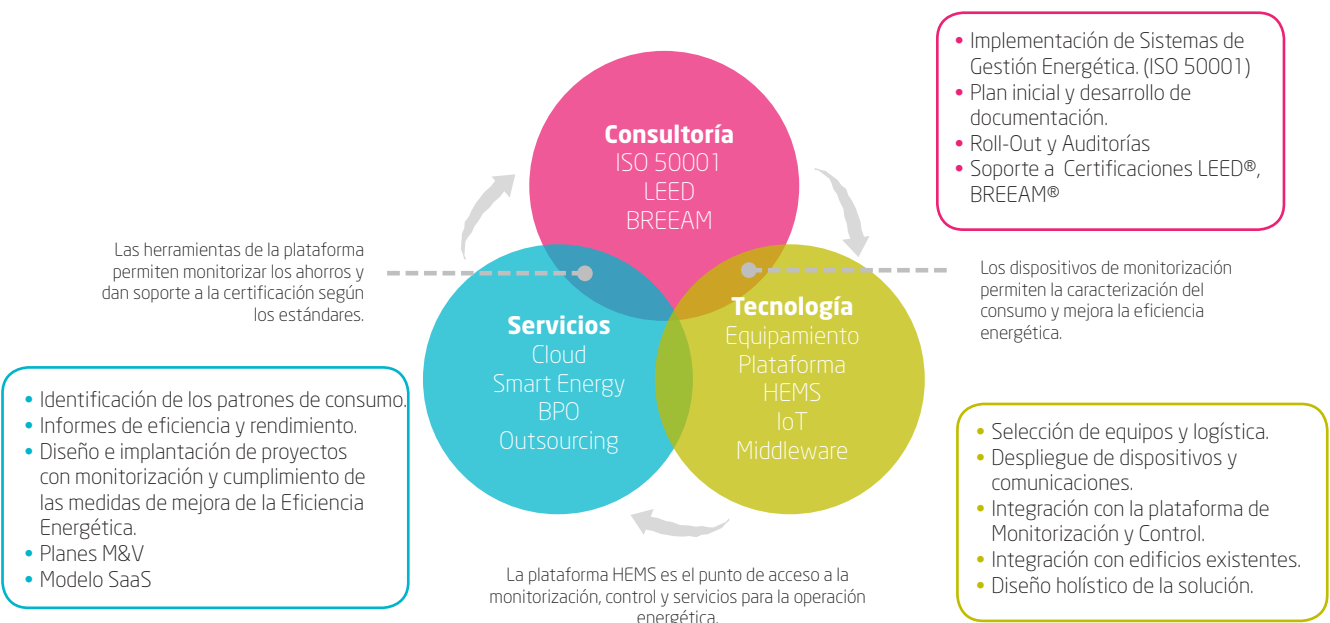 Consultoría
ISO 50001
LEED
BREEAM
• Implementación de Sistemas de
Gestión Energética. (ISO 50001)
• Plan inicial y desarrollo de
documentación.
• Roll-Out y Auditorías
• Soporte a Certificaciones LEED®,
BREEAM®
Las herramientas de la plataforma
permiten monitorizar los ahorros y
dan soporte a la certificación según
los estándares.
Los dispositivos de monitorización
permiten la caracterización del
consumo y mejora la eficiencia
energética.
Servicios
Cloud
Smart Energy
BPO
Outsourcing
Tecnología
Equipamiento
Plataforma
HEMS
IoT
Middleware
• Identificación de los patrones de consumo.
• Informes de eficiencia y rendimiento.
• Diseño e implantación de proyectos
con monitorización y cumplimiento de
las medidas de mejora de la Eficiencia
Energética.
• Planes M&V
• Modelo SaaS
• Selección de equipos y logística.
• Despliegue de dispositivos y
comunicaciones.
• Integración con la plataforma de
Monitorización y Control.
• Integración con edificios existentes.
• Diseño holístico de la solución.
La plataforma HEMS es el punto de acceso a la
monitorización, control y servicios para la operación
energética.